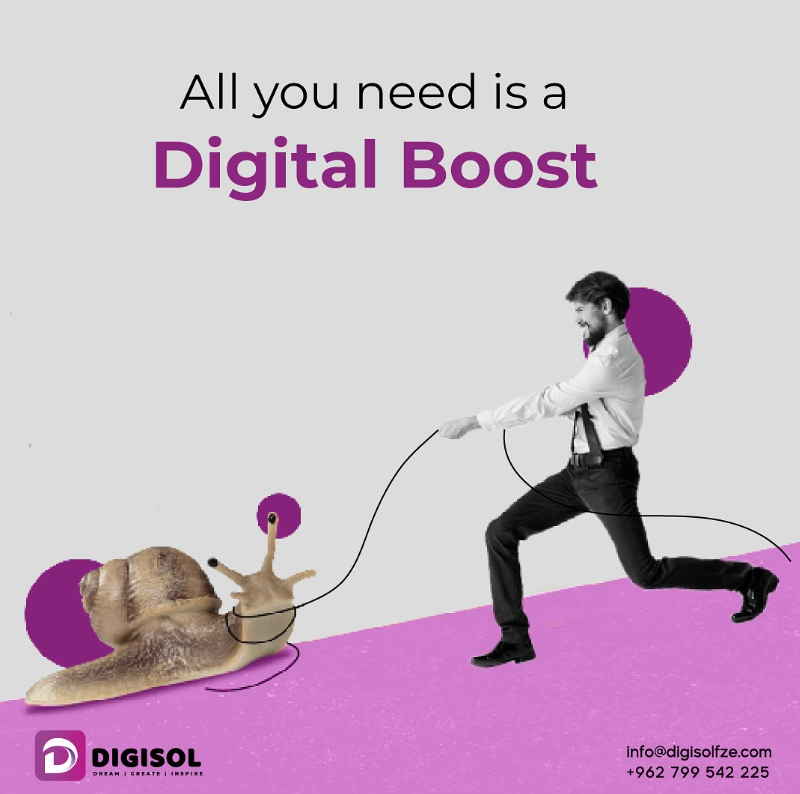 All you need is a
Digital Boost
DIGISOL
DREAM | CREATE | INSPIRE
info@digisolfze.com
+962 799 542 225